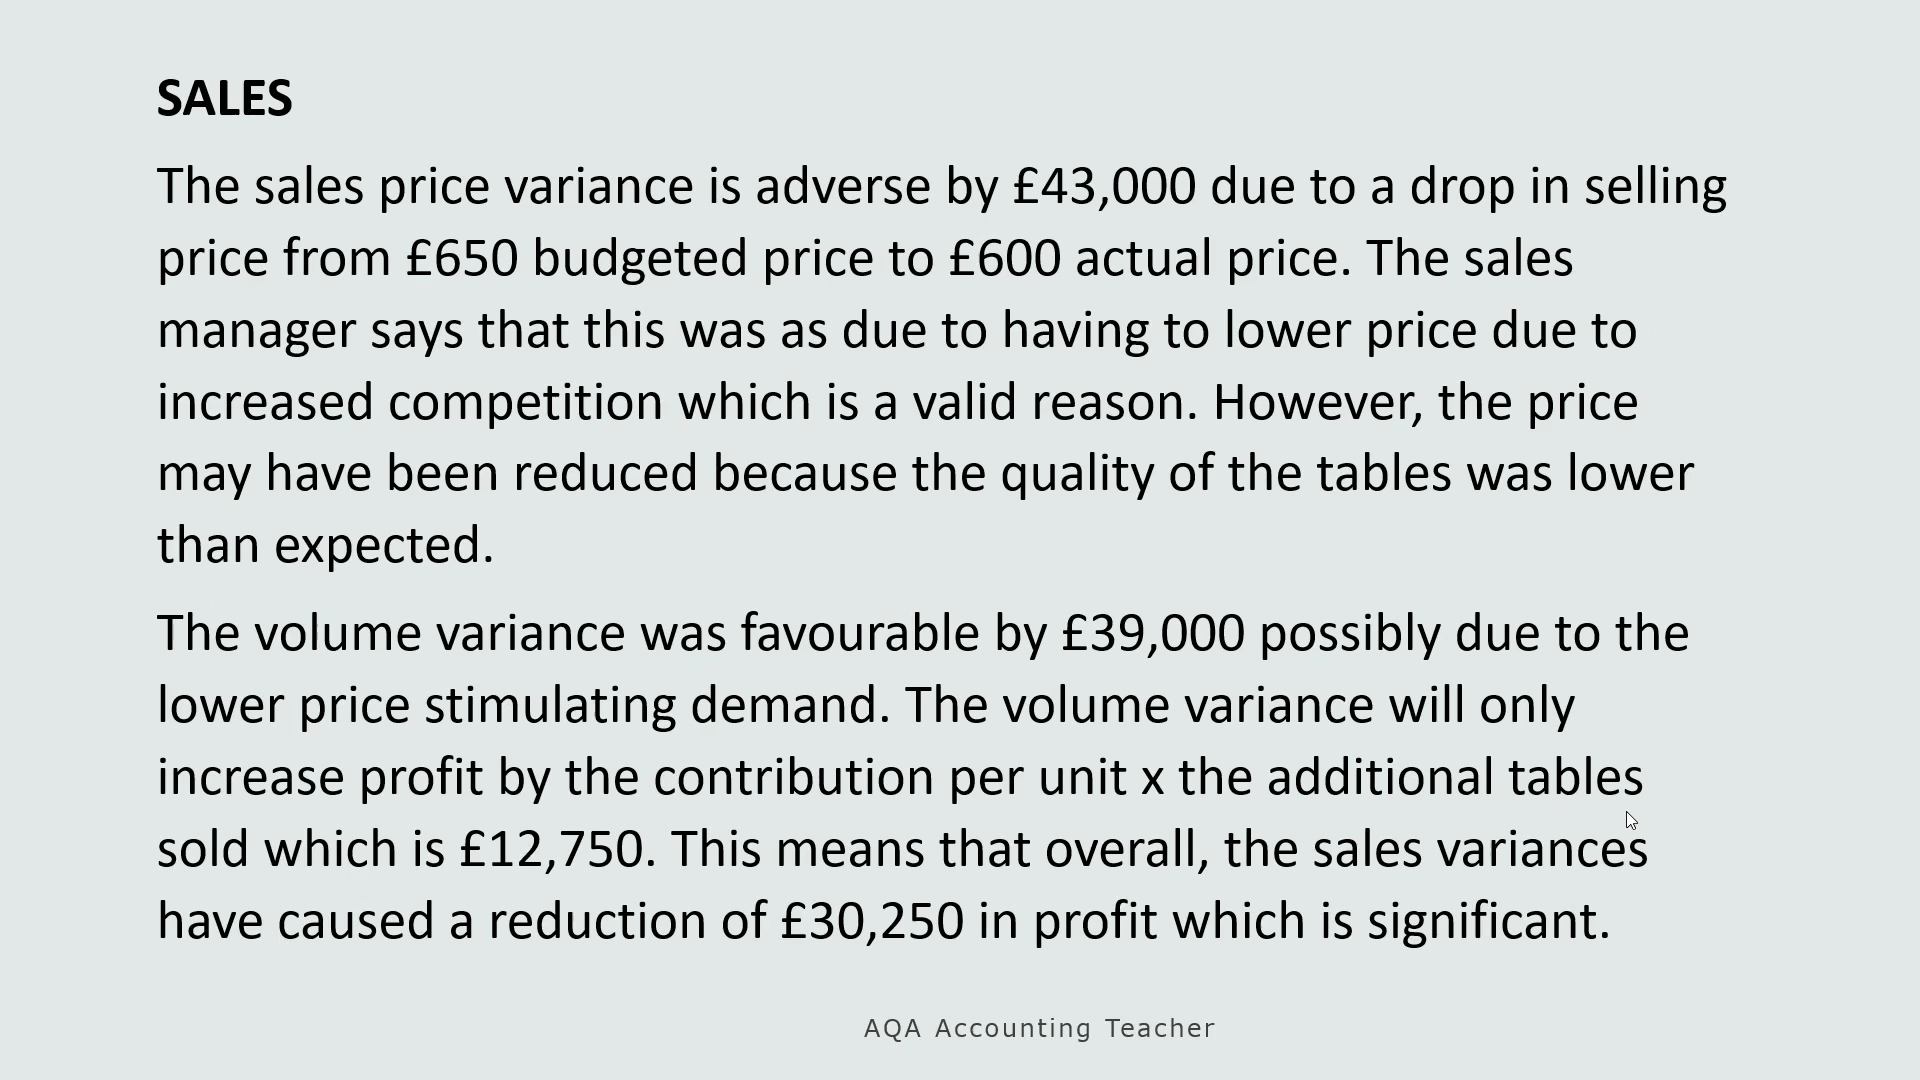 SALES
The sales price variance is adverse by £43,000 due to a drop in selling
price from £650 budgeted price to £600 actual price. The sales
manager says that this was as due to having to lower price due to
increased competition which is a valid reason. However, the price
may have been reduced because the quality of the tables was lower
than expected.
The volume variance was favourable by £39,000 possibly due to the
lower price stimulating demand. The volume variance will only
increase profit by the contribution per unit x the additional tables
sold which is £12,750. This means that overall, the sales variances
have caused a reduction of £30,250 in profit which is significant.
AQA Accounting Teacher